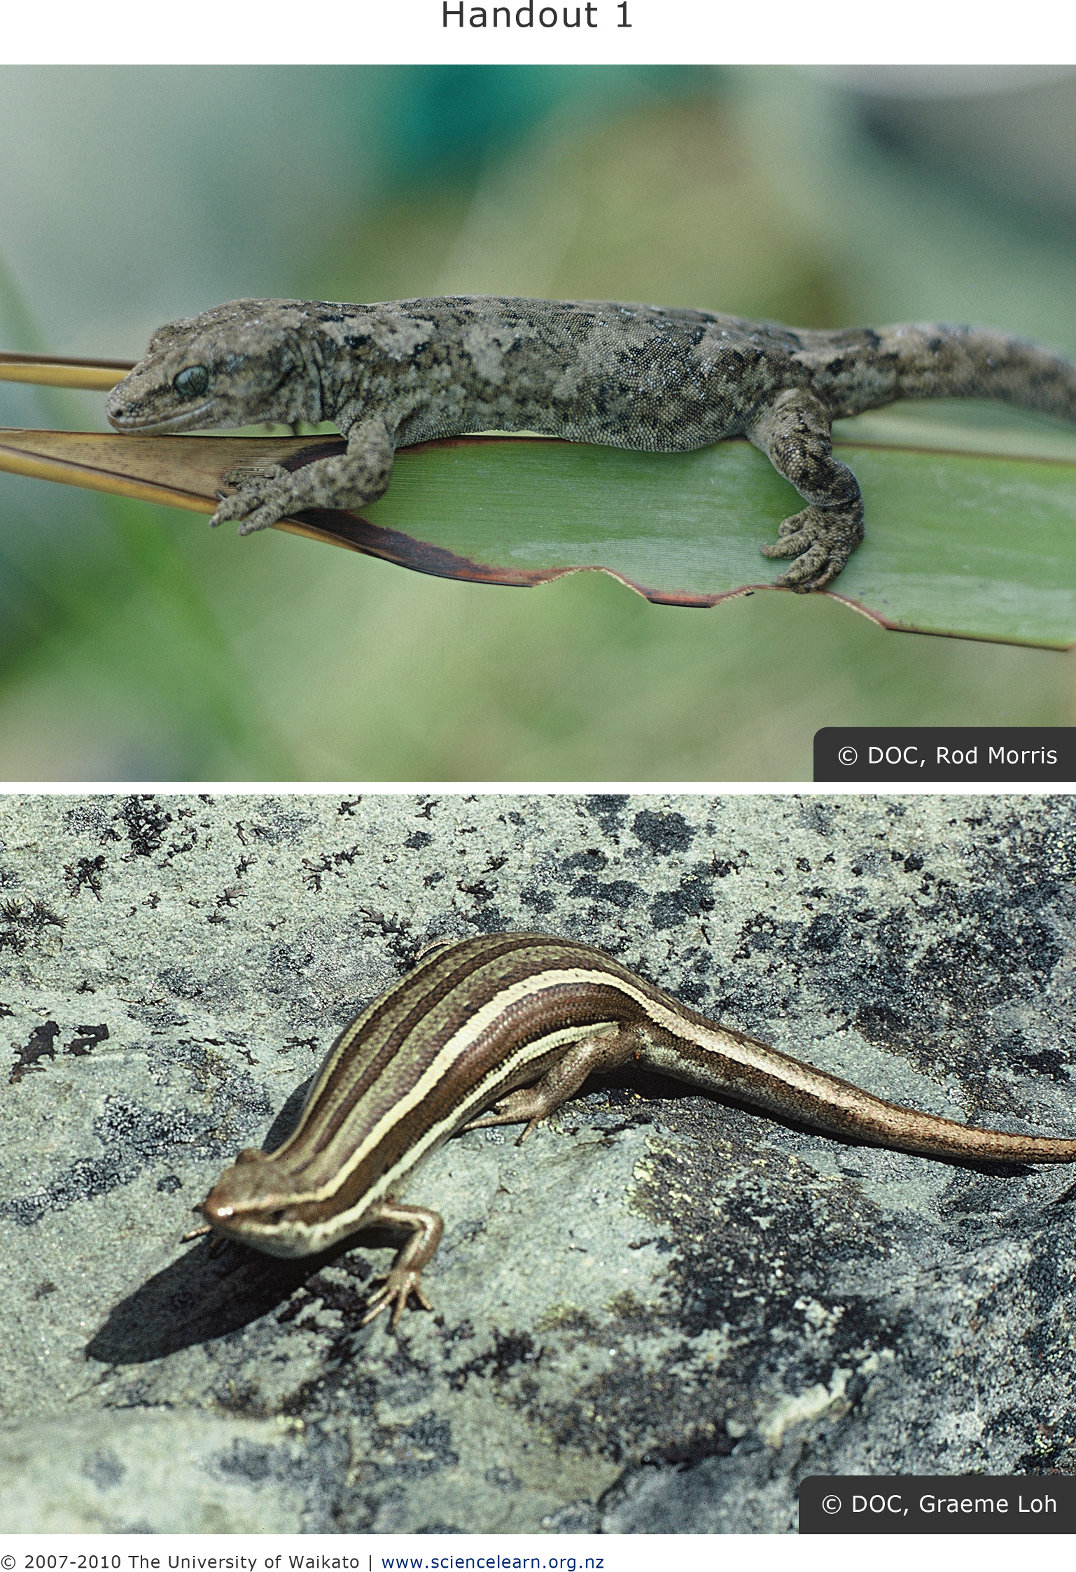 Handout 1
© DOC, Rod Morris
© DOC, Graeme Loh
© 2007-2010 The University of Waikato | www.sciencelearn.org.nz